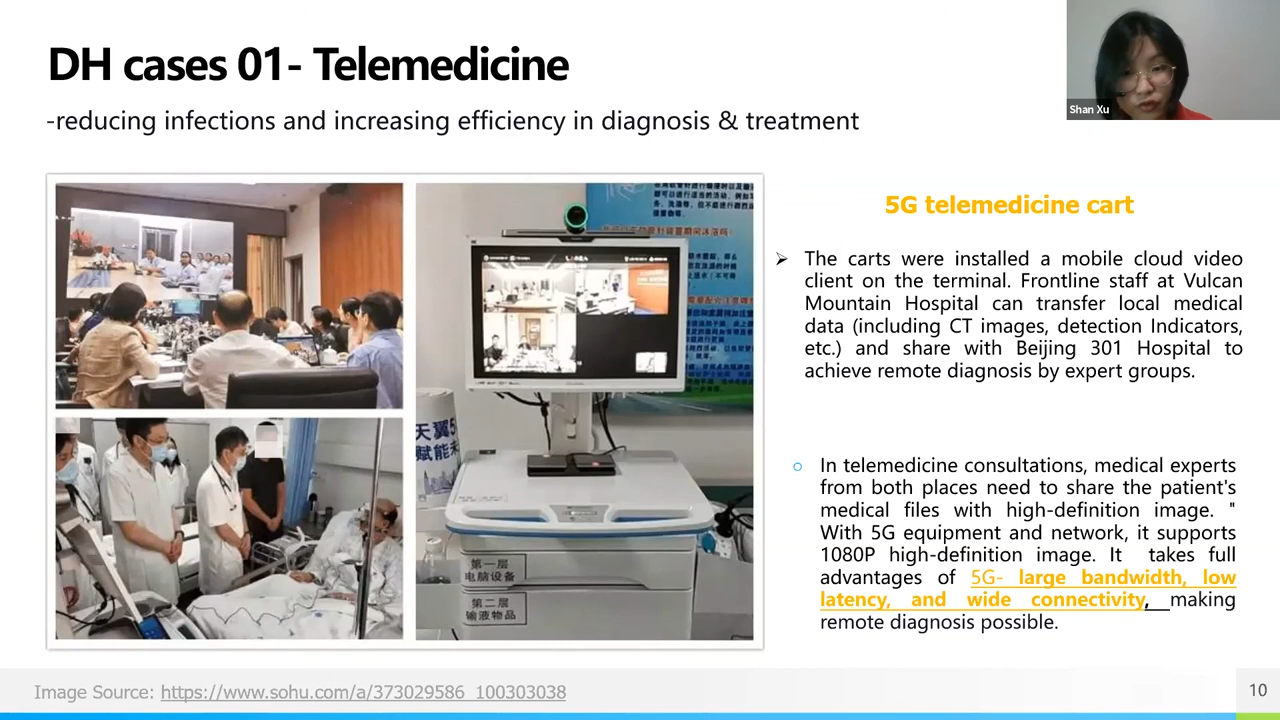 DH cases 01- Telemedicine
-reducing infections and increasing efficiency in diagnosis & treatment
Shan Xu
天翼5
赋能未
第一层
电脑设备
第二层
输液物品
5G telemedicine cart
The carts were installed a mobile cloud video
client on the terminal. Frontline staff at Vulcan
Mountain Hospital can transfer local medical
data (including CT images, detection Indicators,
etc.) and share with Beijing 301 Hospital to
achieve remote diagnosis by expert groups.
In telemedicine consultations, medical experts
from both places need to share the patient's
medical files with high-definition image. "
With 5G equipment and network, it supports
1080P high-definition image. It takes full
advantages of 5G- large bandwidth, low
latency, and wide connectivity, making
remote diagnosis possible.
Image Source: https://www.sohu.com/a/373029586_100303038
10